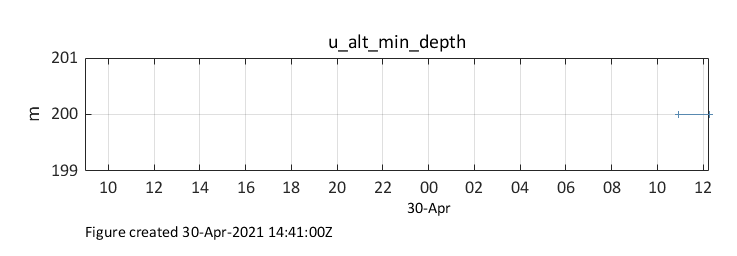 u_alt_min_depth
201
200
199
m
10 12 14 16 18 20 22 00 02 04 06 08 10 12
30-Apr
Figure created 30-Apr-2021 14:41:00Z